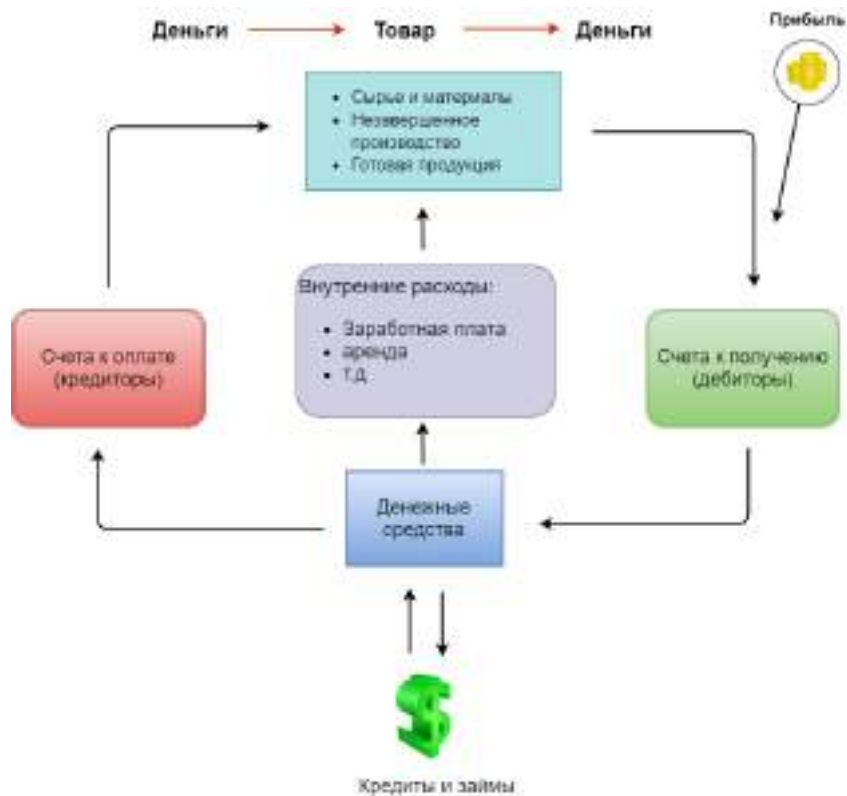 Прибыль
Деньги Товар Деньги
• Сырье и материалы
• Незавершенное
производство
• Готовая продукция
Внутренние расходы:
• Заработная плата
• аренда
• т.д
Счета к оплате
(кредиторы)
Счета к получению
(дебиторы)
Денежные
средства
$
Кредиты и займы